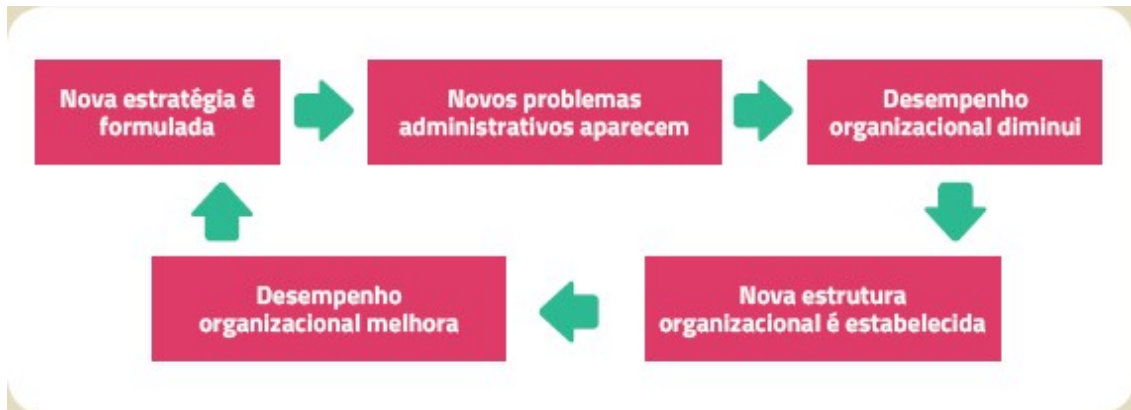 Nova estratégia é
formulada
Novos problemas
administrativos aparecem
Desempenho
organizacional diminui
Nova estrutura
organizacional é estabelecida
Desempenho
organizacional melhora